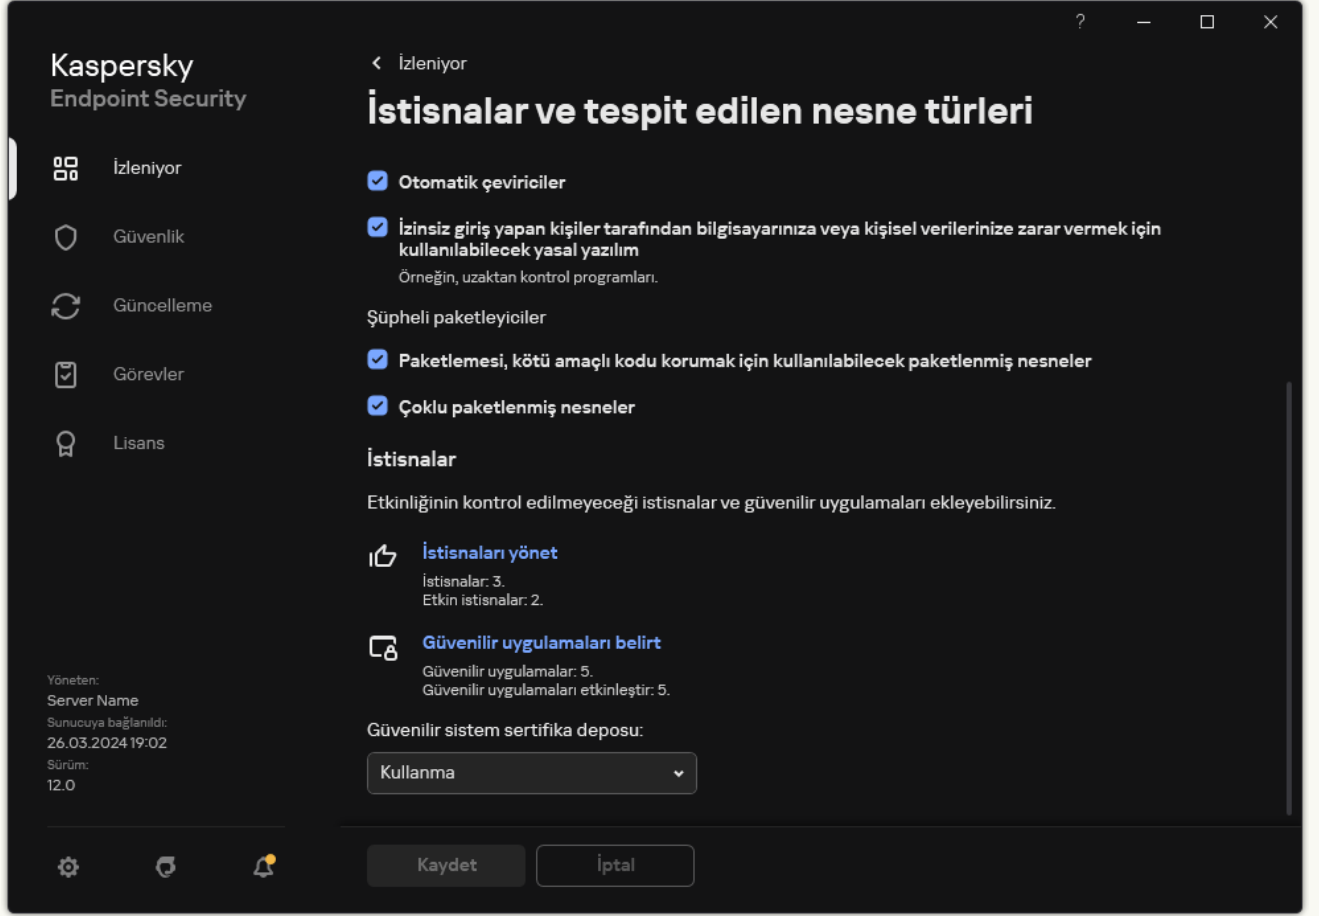 ?
Kaspersky
Endpoint Security
İzleniyor
Güvenlik
Güncelleme
Görevler
Lisans
Yöneten:
Server Name
Sunucuya bağlanıldı:
26.03.2024 19:02
Sürüm:
12.0
İzleniyor
İstisnalar ve tespit edilen nesne türleri
Otomatik çeviriciler
İzinsiz giriş yapan kişiler tarafından bilgisayarınıza veya kişisel verilerinize zarar vermek için
kullanılabilecek yasal yazılım
Örneğin, uzaktan kontrol programları.
Şüpheli paketleyiciler
Paketlemesi, kötü amaçlı kodu korumak için kullanılabilecek paketlenmiş nesneler
Çoklu paketlenmiş nesneler
İstisnalar
Etkinliğinin kontrol edilmeyeceği istisnalar ve güvenilir uygulamaları ekleyebilirsiniz.
İstisnaları yönet
İstisnalar: 3.
Etkin istisnalar: 2.
Güvenilir uygulamaları belirt
Güvenilir uygulamalar: 5.
Güvenilir uygulamaları etkinleştir: 5.
Güvenilir sistem sertifika deposu:
Kullanma
Kaydet
İptal